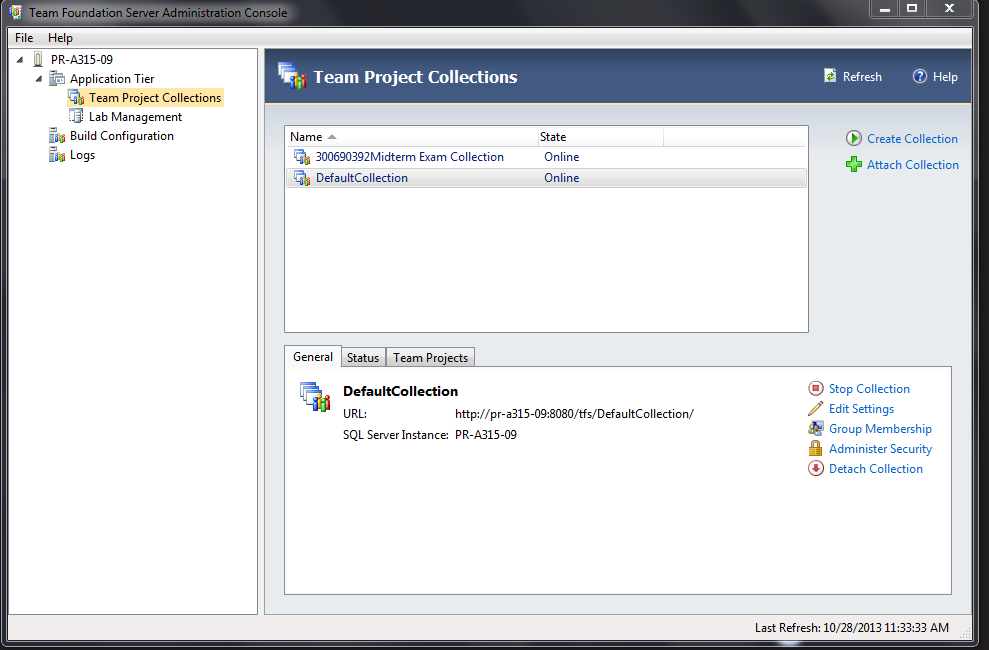 Team Foundation Server Administration Console
File Help
PR-A315-09
Application Tier
Team Project Collections
Lab Management
Build Configuration
Logs
Team Project Collections
Refresh Help
Name State
300690392Midterm Exam Collection Online
DefaultCollection Online
Create Collection
Attach Collection
General Status Team Projects
DefaultCollection
URL: http://pr-a315-09:8080/tfs/DefaultCollection/
SQL Server Instance: PR-A315-09
Stop Collection
Edit Settings
Group Membership
Administer Security
Detach Collection
Last Refresh: 10/28/2013 11:33:33 AM